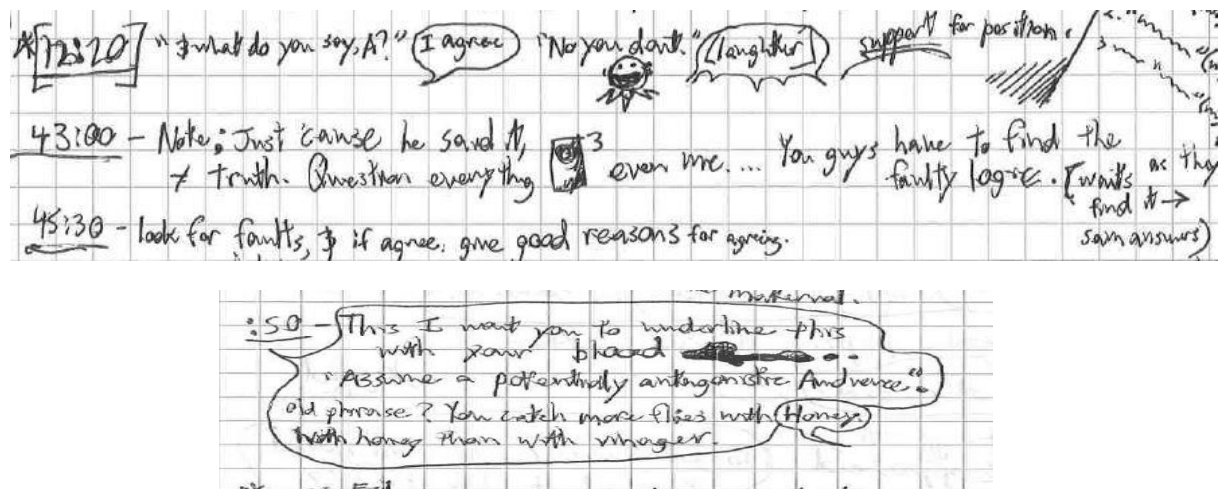 *[12:20] "& what do you say, A?" I agree "No you don't." [laughter] support for position.
43:00 - Note: Just 'cause he said it,
≠ truth. Question everything even me.... You guys have to find the
faulty logic. [waits as they
find it →
Sam answers)
45:30 - look for faults, & if agree, give good reasons for agreeing.
material.
:50 - This I want you to underline this
with your blood
"Assume a potentially antagonistic Audience".
old phrase? You catch more flies with Honey
with honey than with vinager.